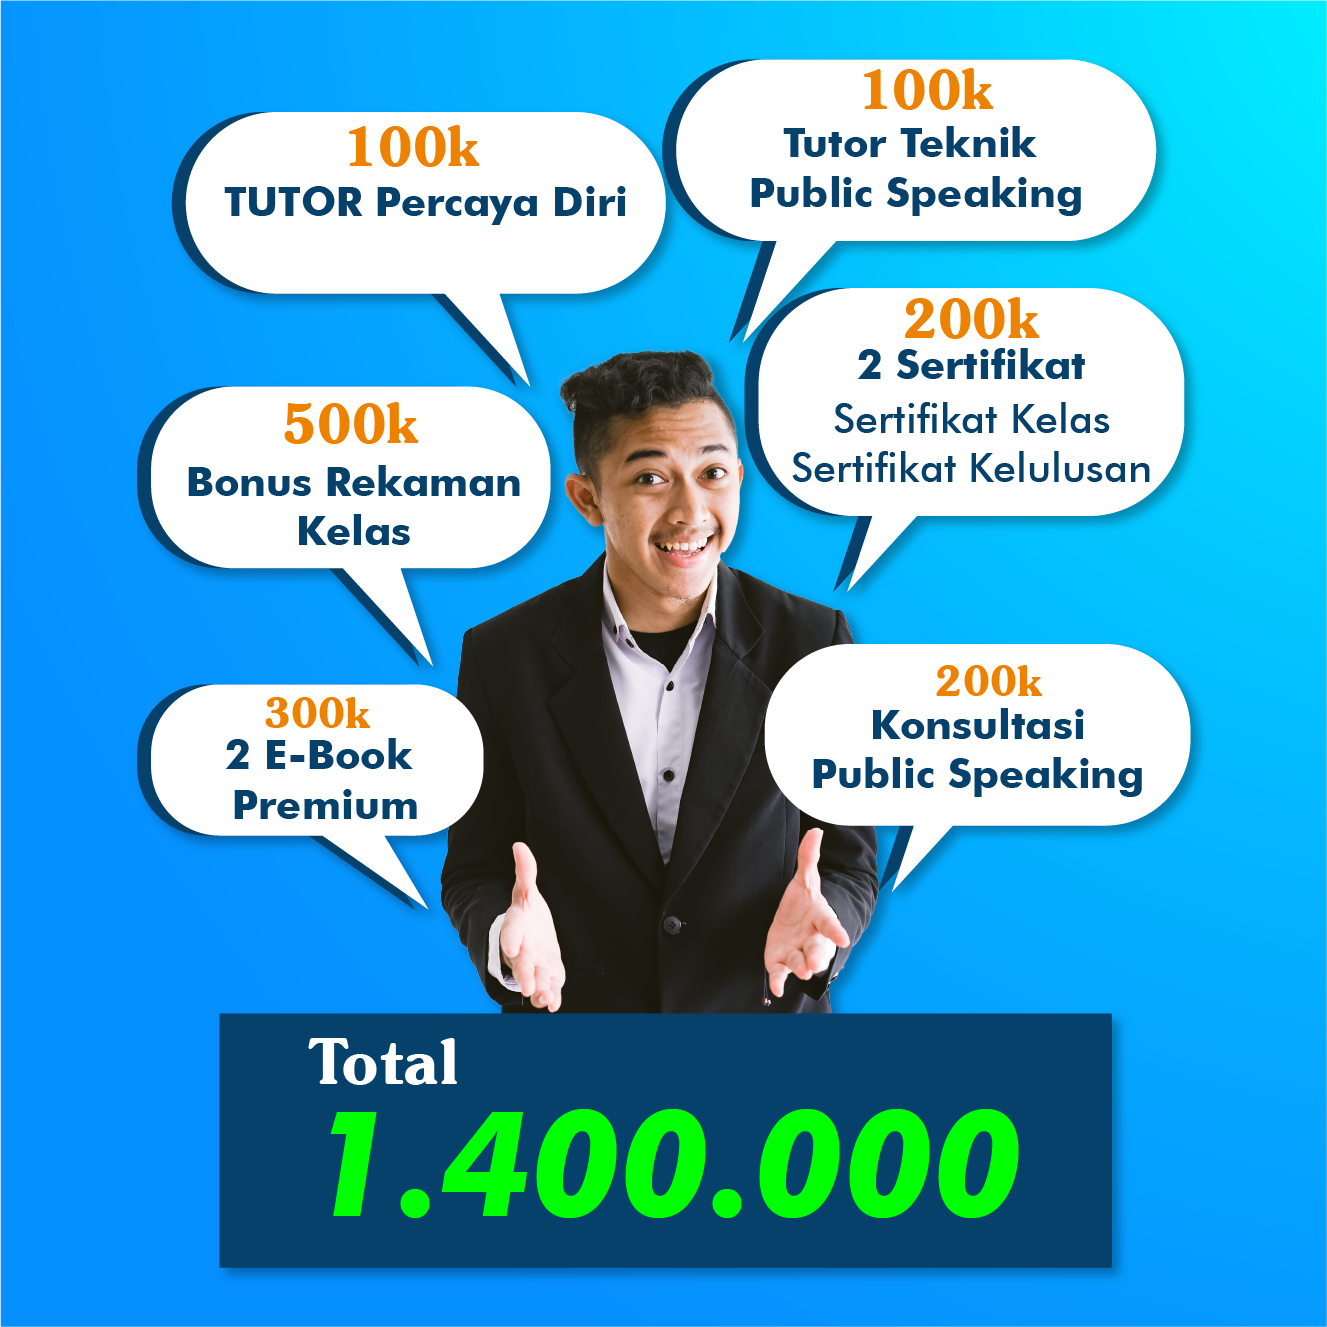 100k
TUTOR Percaya Diri
100k
Tutor Teknik
Public Speaking
200k
2 Sertifikat
Sertifikat Kelas
Sertifikat Kelulusan
500k
Bonus Rekaman
Kelas
300k
2 E-Book
Premium
200k
Konsultasi
Public Speaking
Total
1.400.000